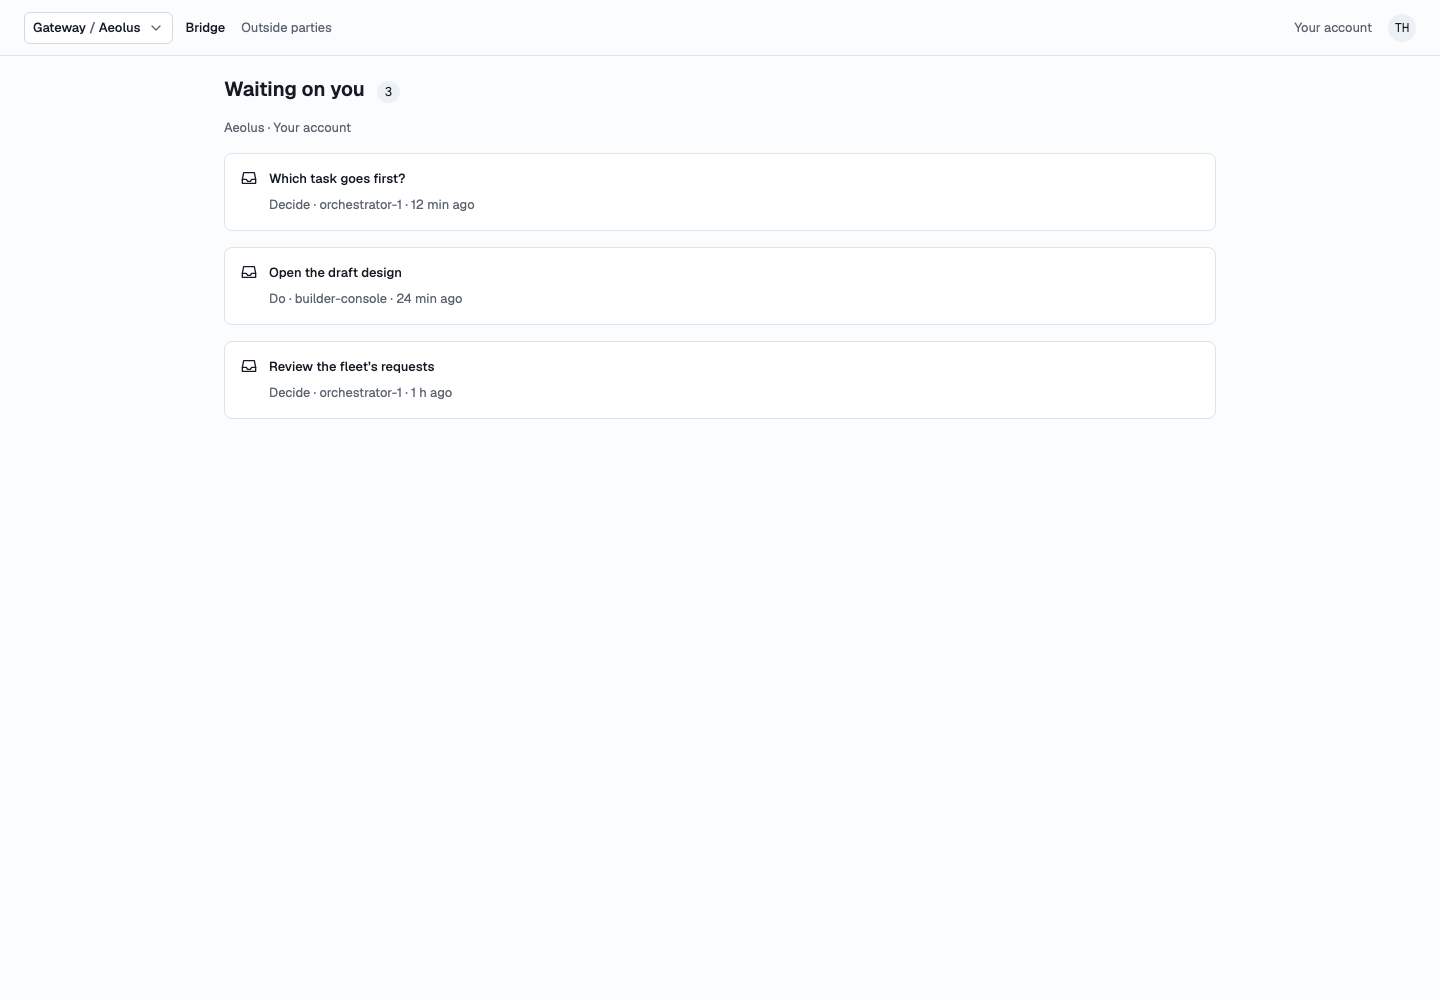 Gateway / Aeolus Bridge Outside parties Your account TH
Waiting on you 3
Aeolus · Your account
Which task goes first?
Decide · orchestrator-1 · 12 min ago
Open the draft design
Do · builder-console · 24 min ago
Review the fleet's requests
Decide · orchestrator-1 · 1 h ago